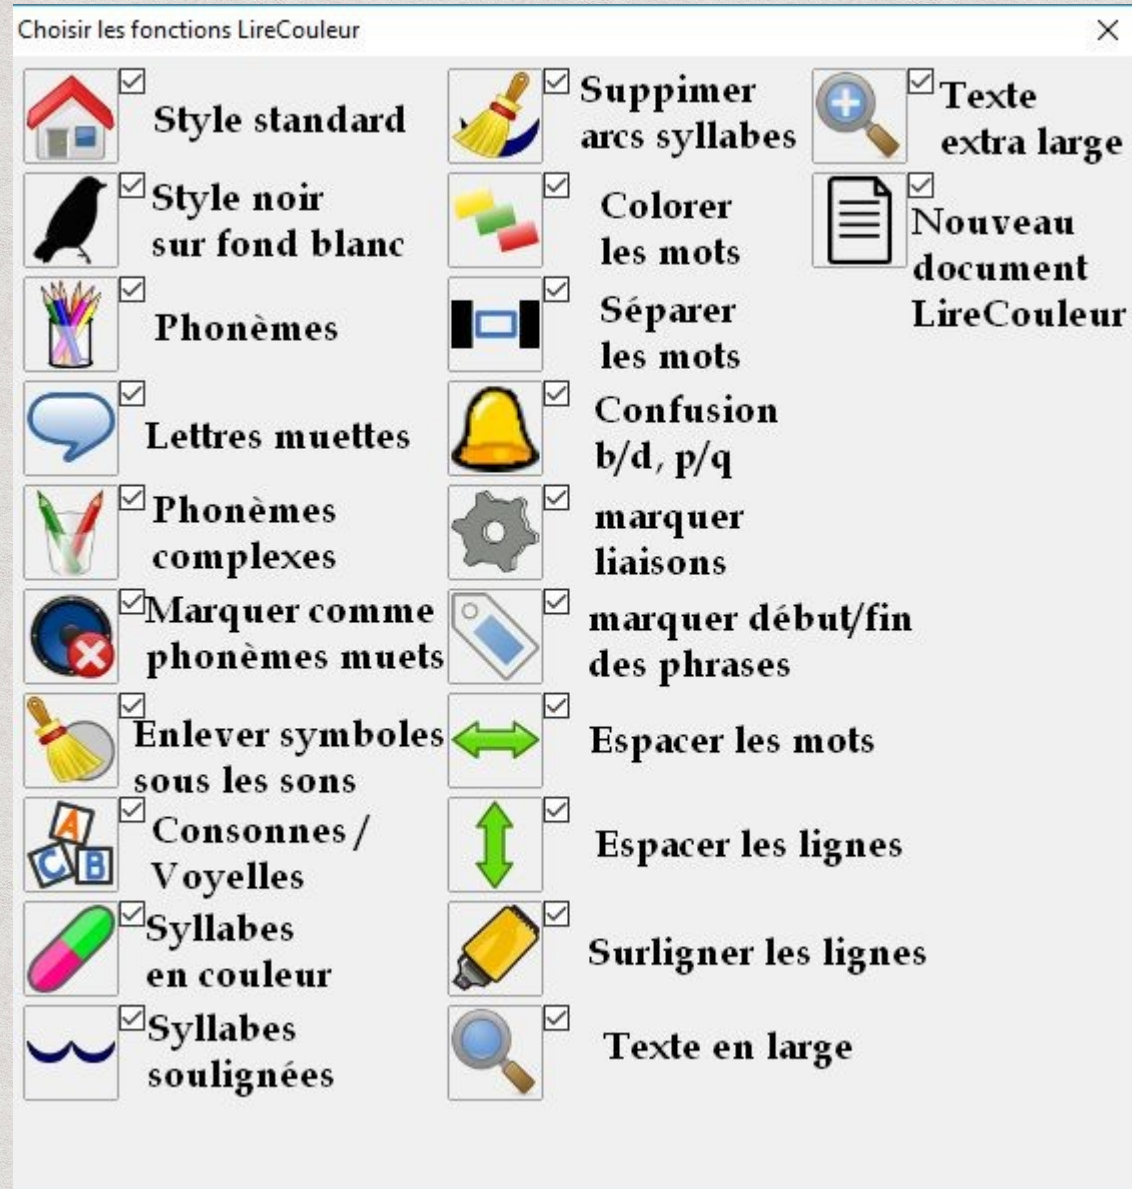 Choisir les fonctions LireCouleur
Style standard
Style noir
sur fond blanc
Phonèmes
Lettres muettes
Phonèmes
complexes
Marquer comme
phonèmes muets
Enlever symboles
sous les sons
A
C B
Consonnes /
Voyelles
Syllabes
en couleur
Syllabes
soulignées
Suppimer
arcs syllabes
Colorer
les mots
Séparer
les mots
Confusion
b/d, p/q
marquer
liaisons
marquer début/fin
des phrases
Espacer les mots
Espacer les lignes
Surligner les lignes
Texte en large
Texte
extra large
Nouveau
document
LireCouleur